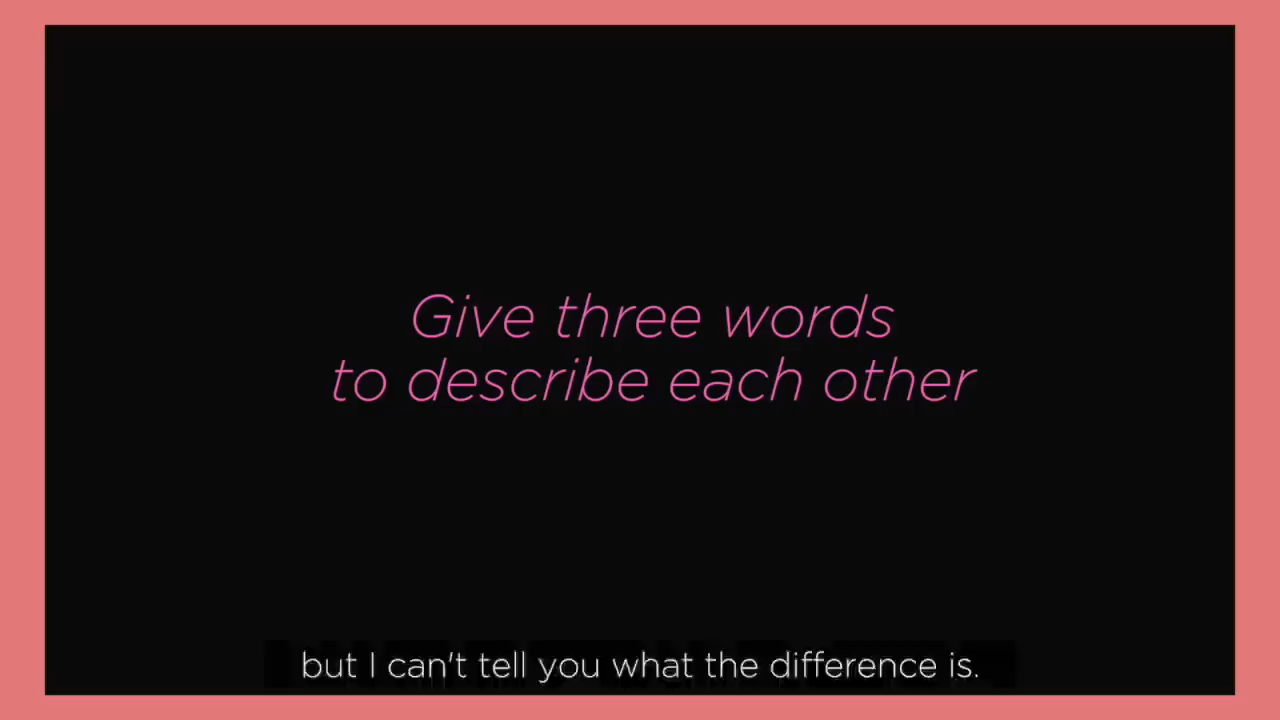 Give three words
to describe each other
but I can't tell you what the difference is.